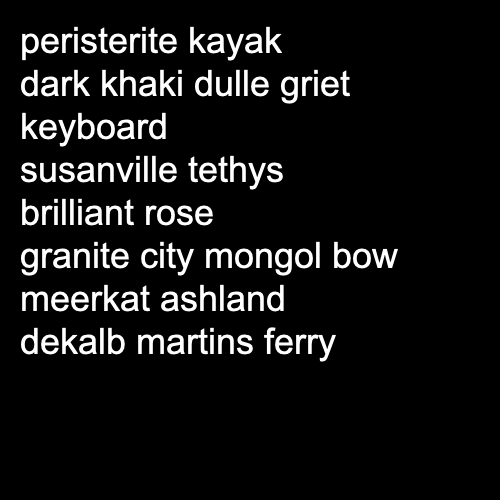 peristerite kayak
dark khaki dulle griet
keyboard
susanville tethys
brilliant rose
granite city mongol bow
meerkat ashland
dekalb martins ferry